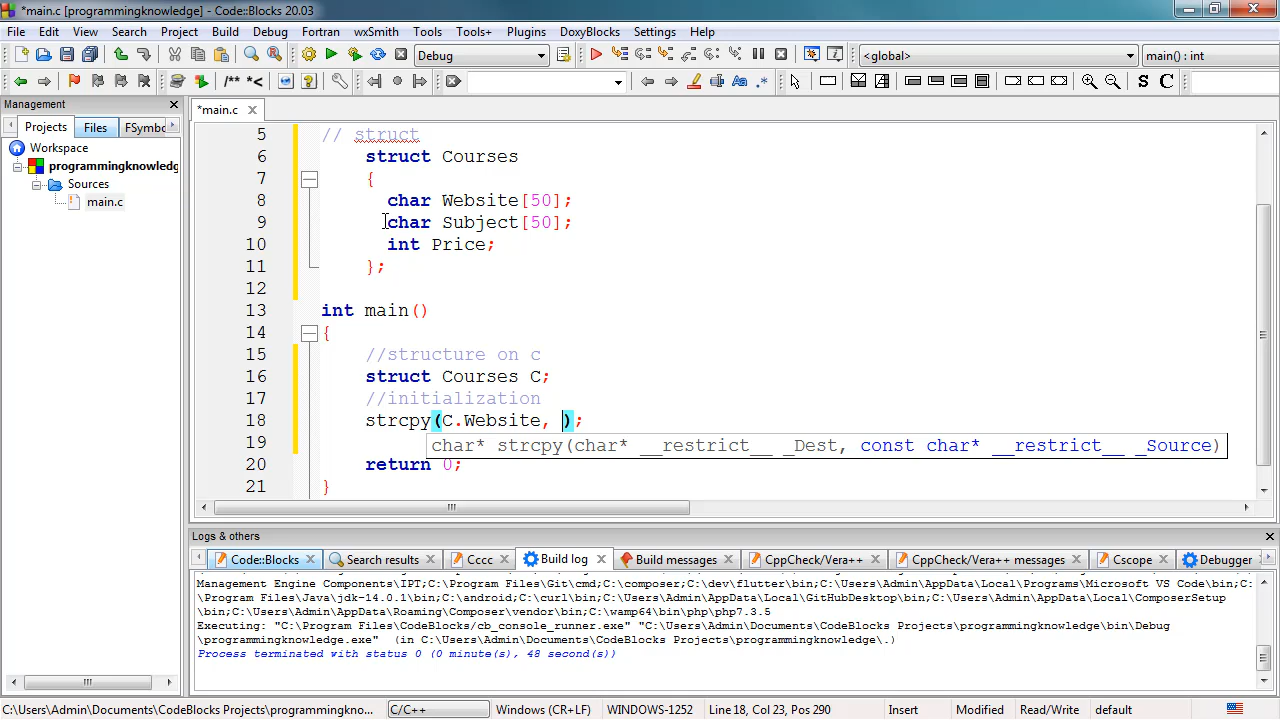 *main.c [programmingknowledge] - Code::Blocks 20.03
File Edit View Search Project Build Debug Fortran wxSmith Tools Tools+ Plugins DoxyBlocks Settings Help
Debug <global> main() : int
/** *< Aa .* S C
Management
*main.c
Projects Files FSymbo
Workspace
programmingknowledg
Sources
main.c
5 // struct
6 struct Courses
7 {
8 char Website[50];
9 char Subject[50];
10 int Price;
11 };
12
13 int main()
14 {
15 //structure on c
16 struct Courses C;
17 //initialization
18 strcpy(C.Website, );
19 char* strcpy(char* __restrict__ _Dest, const char* __restrict__ _Source)
20 return 0;
21 }
Logs & others
Code::Blocks Search results Cccc Build log Build messages CppCheck/Vera++ CppCheck/Vera++ messages Cscope Debugger
Management Engine Components\IPT;C:\Program Files\Git\cmd;C:\composer;C:\dev\flutter\bin;C:\Users\Admin\AppData\Local\Programs\Microsoft VS Code\bin;C:
\Program Files\Java\jdk-14.0.1\bin;C:\android;C:\curl\bin;C:\Users\Admin\AppData\Local\GitHubDesktop\bin;C:\Users\Admin\AppData\Local\ComposerSetup
\bin;C:\Users\Admin\AppData\Roaming\Composer\vendor\bin;C:\wamp64\bin\php\php7.3.5
Executing: "C:\Program Files\CodeBlocks/cb_console_runner.exe" "C:\Users\Admin\Documents\CodeBlocks Projects\programmingknowledge\bin\Debug
\programmingknowledge.exe" (in C:\Users\Admin\Documents\CodeBlocks Projects\programmingknowledge\.)
Process terminated with status 0 (0 minute(s), 48 second(s))
C:\Users\Admin\Documents\CodeBlocks Projects\programmingkno... C/C++ Windows (CR+LF) WINDOWS-1252 Line 18, Col 23, Pos 290 Insert Modified Read/Write default